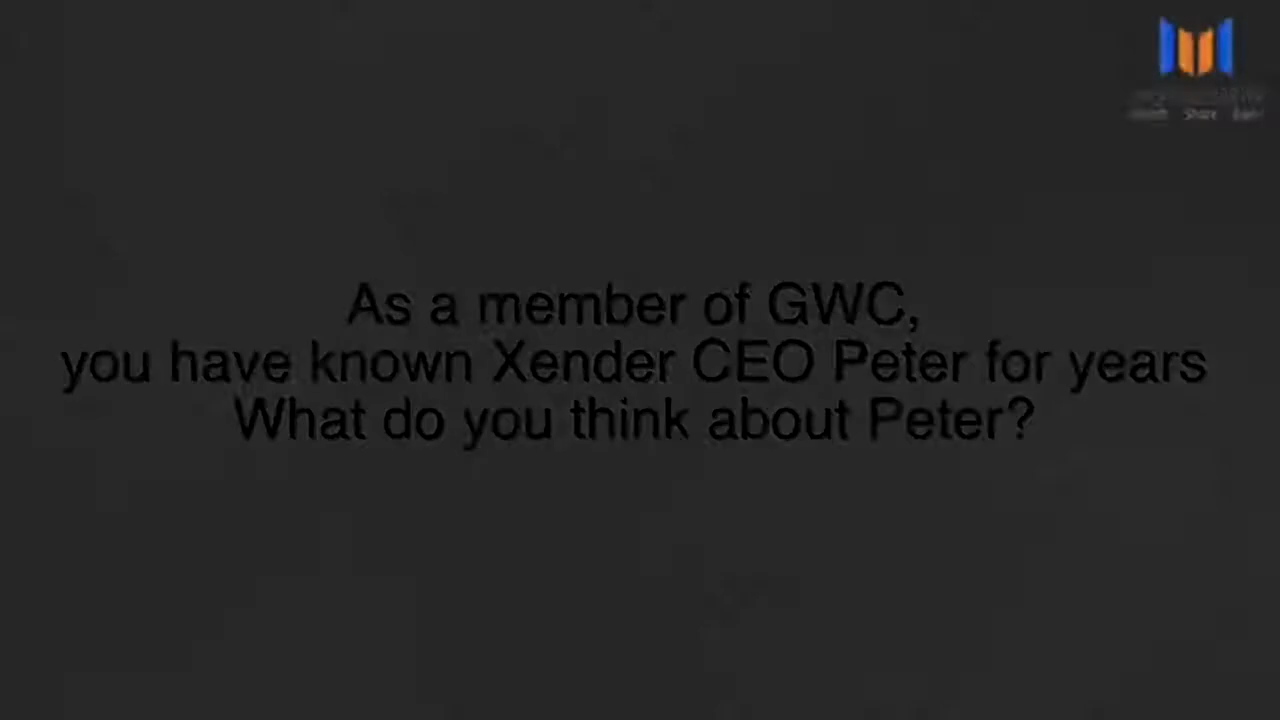 As a member of GWC,
you have known Xender CEO Peter for years
What do you think about Peter?